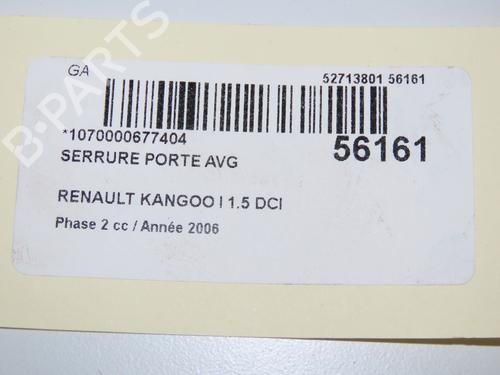 GA
52713801 56161
*1070000677404
56161
SERRURE PORTE AVG
RENAULT KANGOO I 1.5 DCI
Phase 2 cc / Année 2006
B-PARTS